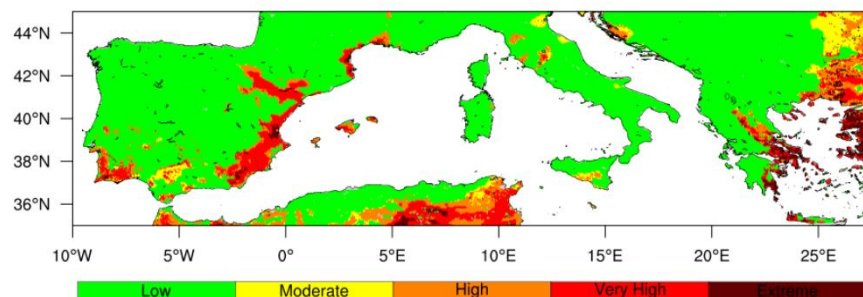 44°N
42°N
40°N
38°N
36°N
10°W 5°W 0° 5°E 10°E 15°E 20°E 25°E
Low Moderate High Very High Extreme